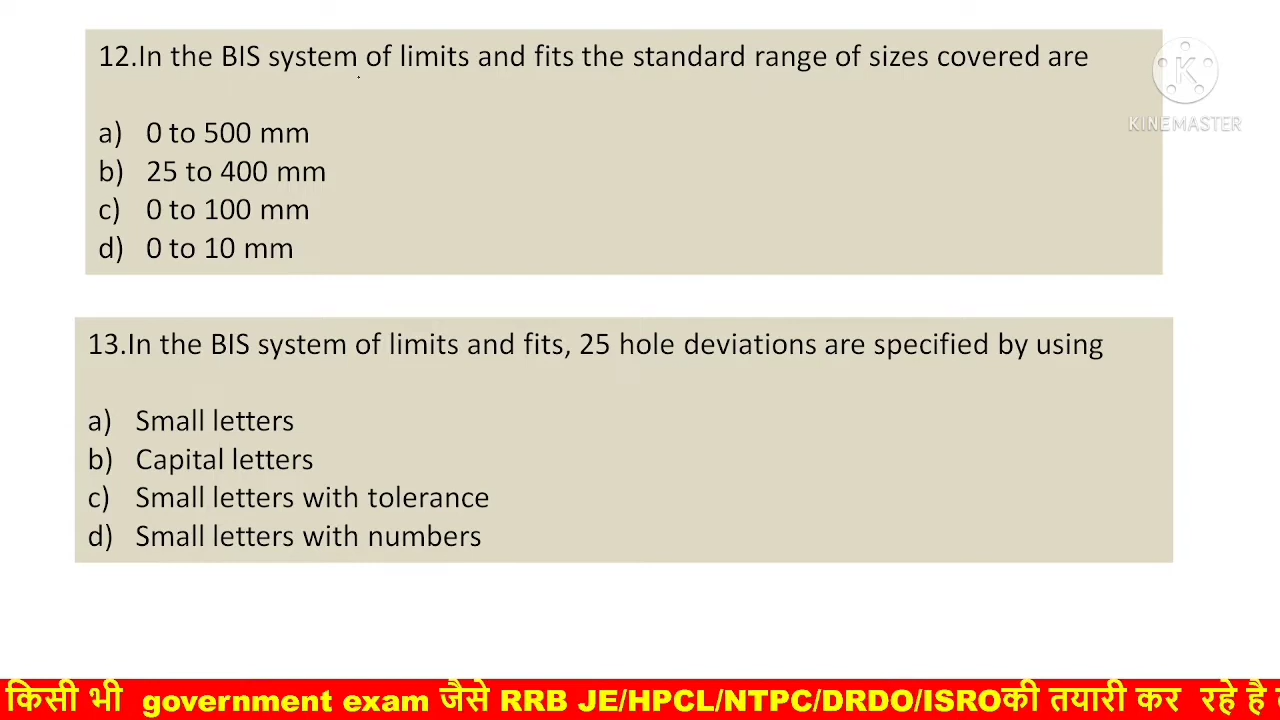 12.In the BIS system of limits and fits the standard range of sizes covered are
a) 0 to 500 mm
b) 25 to 400 mm
c) 0 to 100 mm
d) 0 to 10 mm
K
KINEMASTER
13.In the BIS system of limits and fits, 25 hole deviations are specified by using
a) Small letters
b) Capital letters
c) Small letters with tolerance
d) Small letters with numbers
किसी भी government exam जैसे RRB JE/HPCL/NTPC/DRDO/ISROकी तयारी कर रहे है